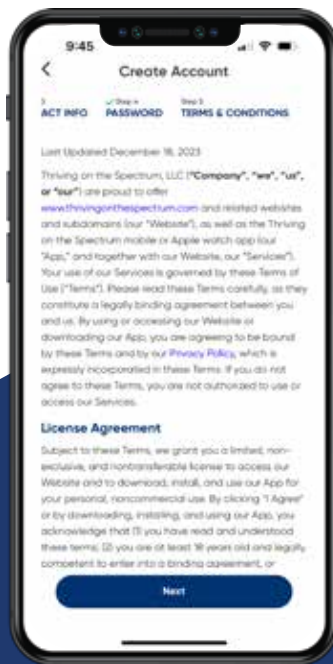 9:45
Create Account
3 ✓ Step 4 Step 5
ACT INFO PASSWORD TERMS & CONDITIONS
Last Updated December 18, 2023
Thriving on the Spectrum, LLC ("Company", "we", "us",
or "our") are proud to offer
www.thrivingonthespectrum.com and related websites
and subdomains (our "Website"), as well as the Thriving
on the Spectrum mobile or Apple watch app (our
"App," and together with our Website, our "Services").
Your use of our Services is governed by these Terms of
Use ("Terms"). Please read these Terms carefully, as they
constitute a legally binding agreement between you
and us. By using or accessing our Website or
downloading our App, you are agreeing to be bound
by these Terms and by our Privacy Policy, which is
expressly incorporated in these Terms. If you do not
agree to these Terms, you are not authorized to use or
access our Services.
License Agreement
Subject to these Terms, we grant you a limited, non-
exclusive, and nontransferable license to access our
Website and to download, install, and use our App for
your personal, noncommercial use. By clicking "I Agree"
or by downloading, installing, and using our App, you
acknowledge that (1) you have read and understood
these terms; (2) you are at least 18 years old and legally
competent to enter into a binding agreement, or
Next